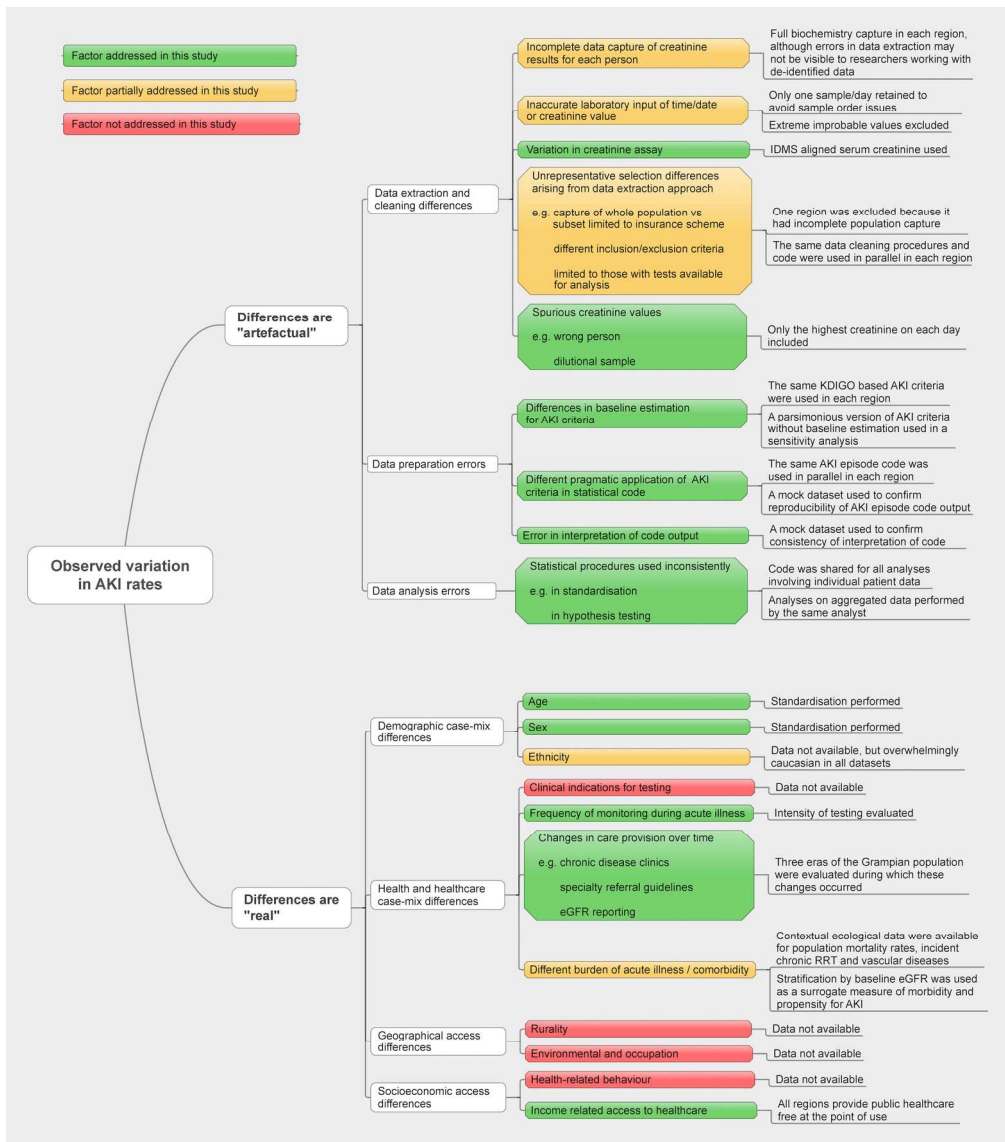 Factor addressed in this study
Factor partially addressed in this study
Factor not addressed in this study
Observed variation
in AKI rates
Differences are
"artefactual"
Data extraction and
cleaning differences
Incomplete data capture of creatinine
results for each person
Full biochemistry capture in each region,
although errors in data extraction may
not be visible to researchers working with
de-identified data
Inaccurate laboratory input of time/date
or creatinine value
Only one sample/day retained to
avoid sample order issues
Extreme improbable values excluded
Variation in creatinine assay
IDMS aligned serum creatinine used
Unrepresentative selection differences
arising from data extraction approach
e.g. capture of whole population vs
subset limited to insurance scheme
different inclusion/exclusion criteria
limited to those with tests available
for analysis
One region was excluded because it
had incomplete population capture
The same data cleaning procedures and
code were used in parallel in each region
Spurious creatinine values
e.g. wrong person
dilutional sample
Only the highest creatinine on each day
included
Data preparation errors
Differences in baseline estimation
for AKI criteria
The same KDIGO based AKI criteria
were used in each region
A parsimonious version of AKI criteria
without baseline estimation used in a
sensitivity analysis
Different pragmatic application of AKI
criteria in statistical code
The same AKI episode code was
used in parallel in each region
A mock dataset used to confirm
reproducibility of AKI episode code output
Error in interpretation of code output
A mock dataset used to confirm
consistency of interpretation of code
Data analysis errors
Statistical procedures used inconsistently
e.g. in standardisation
in hypothesis testing
Code was shared for all analyses
involving individual patient data
Analyses on aggregated data performed
by the same analyst
Differences are
"real"
Demographic case-mix
differences
Age
Standardisation performed
Sex
Standardisation performed
Ethnicity
Data not available, but overwhelmingly
caucasian in all datasets
Health and healthcare
case-mix differences
Clinical indications for testing
Data not available
Frequency of monitoring during acute illness
Intensity of testing evaluated
Changes in care provision over time
e.g. chronic disease clinics
specialty referral guidelines
eGFR reporting
Three eras of the Grampian population
were evaluated during which these
changes occurred
Different burden of acute illness / comorbidity
Contextual ecological data were available
for population mortality rates, incident
chronic RRT and vascular diseases
Stratification by baseline eGFR was used
as a surrogate measure of morbidity and
propensity for AKI
Geographical access
differences
Rurality
Data not available
Environmental and occupation
Data not available
Socioeconomic access
differences
Health-related behaviour
Data not available
Income related access to healthcare
All regions provide public healthcare
free at the point of use